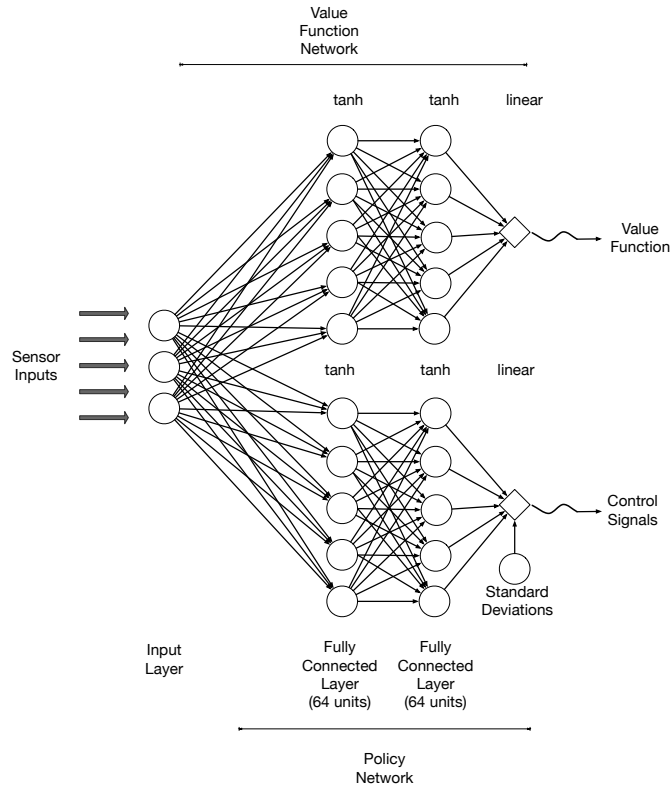 Value
Function
Network
tanh
tanh
linear
Value
Function
Sensor
Inputs
tanh
tanh
linear
Control
Signals
Standard
Deviations
Input
Layer
Fully
Connected
Layer
(64 units)
Fully
Connected
Layer
(64 units)
Policy
Network